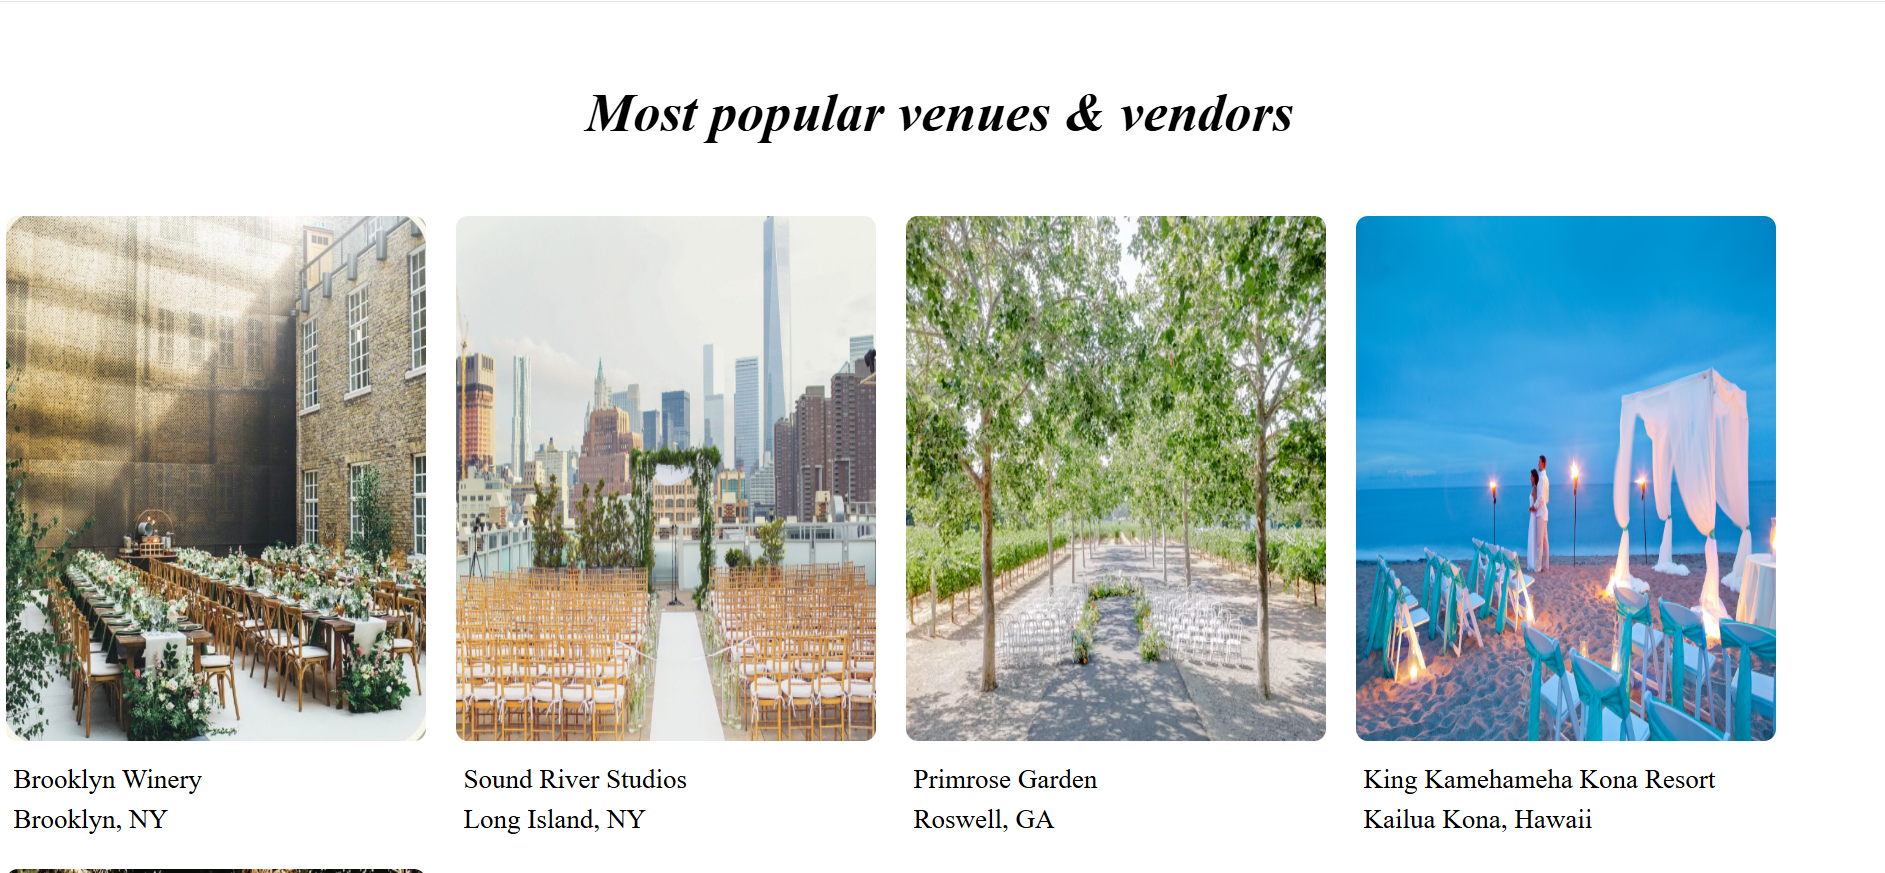 Most popular venues & vendors
Brooklyn Winery
Brooklyn, NY
Sound River Studios
Long Island, NY
Primrose Garden
Roswell, GA
King Kamehameha Kona Resort
Kailua Kona, Hawaii